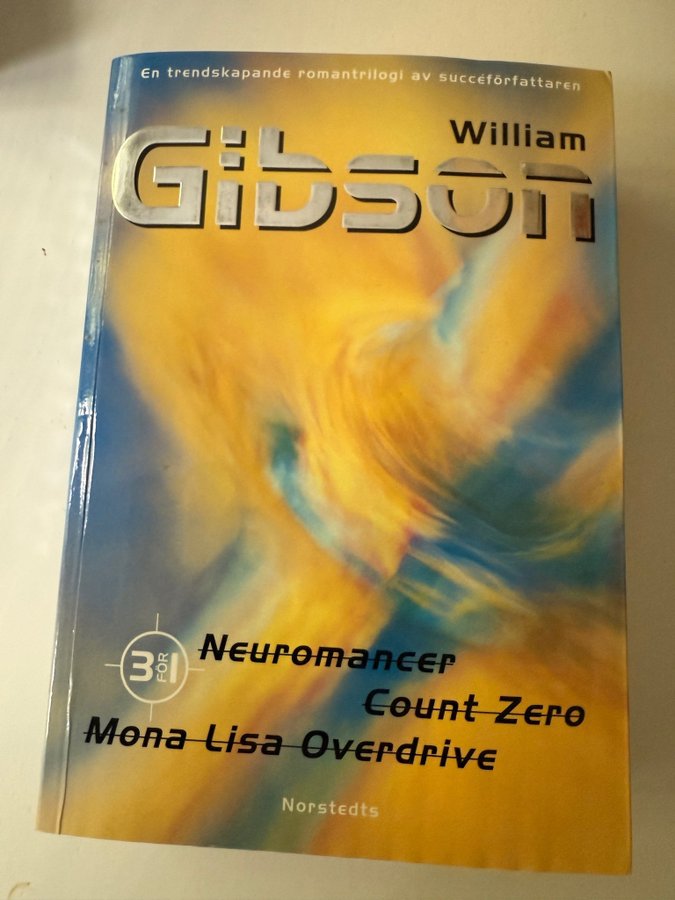 En trendskapande romantrilogi av succéförfattaren
William
Gibson
3 FÖR 1
Neuromancer
Count Zero
Mona Lisa Overdrive
Norstedts